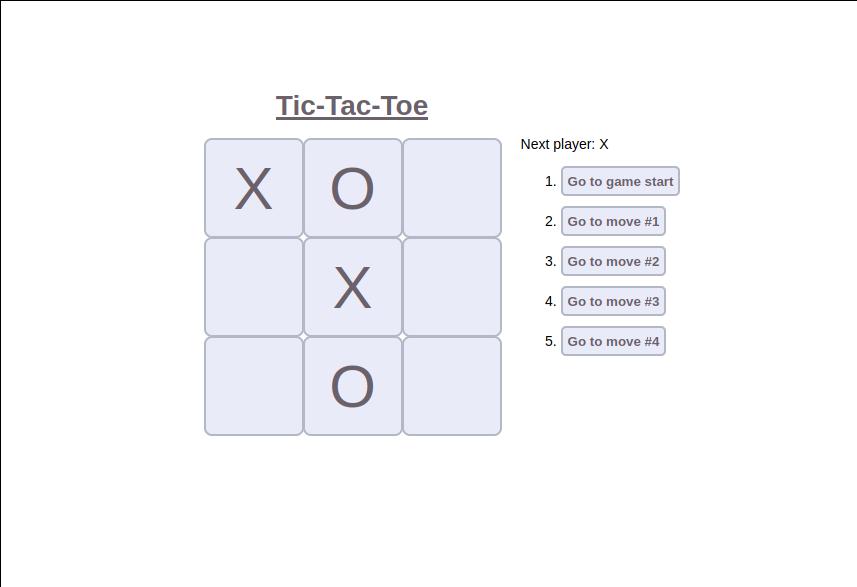 Tic-Tac-Toe
X O
X
O
Next player: X
1. Go to game start
2. Go to move #1
3. Go to move #2
4. Go to move #3
5. Go to move #4